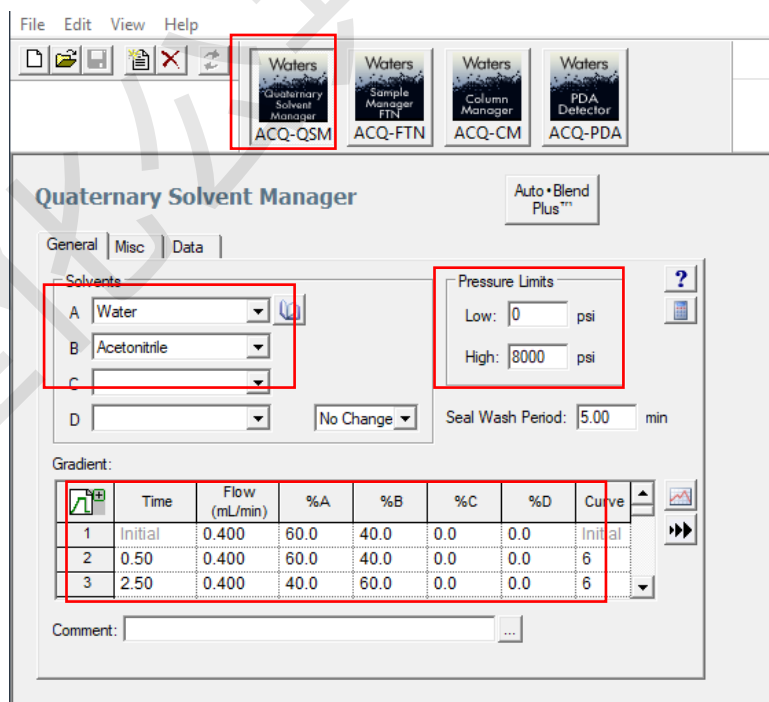 File Edit View Help
Waters Quaternary Solvent Manager ACQ-QSM
Waters Sample Manager FTN ACQ-FTN
Waters Column Manager ACQ-CM
Waters PDA Detector ACQ-PDA
Quaternary Solvent Manager
Auto•Blend Plus™
General Misc Data
Solvents
A Water
B Acetonitrile
C
D No Change
Pressure Limits
Low: 0 psi
High: 8000 psi
Seal Wash Period: 5.00 min
?
Gradient:
Time Flow (mL/min) %A %B %C %D Curve
1 Initial 0.400 60.0 40.0 0.0 0.0 Initial
2 0.50 0.400 60.0 40.0 0.0 0.0 6
3 2.50 0.400 40.0 60.0 0.0 0.0 6
Comment: ...